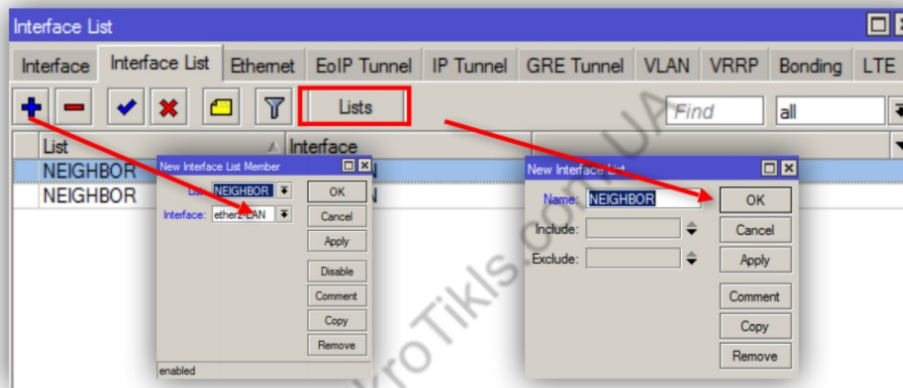 Interface List
Interface Interface List Ethernet EoIP Tunnel IP Tunnel GRE Tunnel VLAN VRRP Bonding LTE
Lists Find all
List Interface
NEIGHBOR
NEIGHBOR
New Interface List Member
NEIGHBOR OK
Interface: ether2-LAN Cancel
Apply
Disable
Comment
Copy
Remove
enabled
New Interface List
Name: NEIGHBOR OK
Include: Cancel
Exclude: Apply
Comment
Copy
Remove